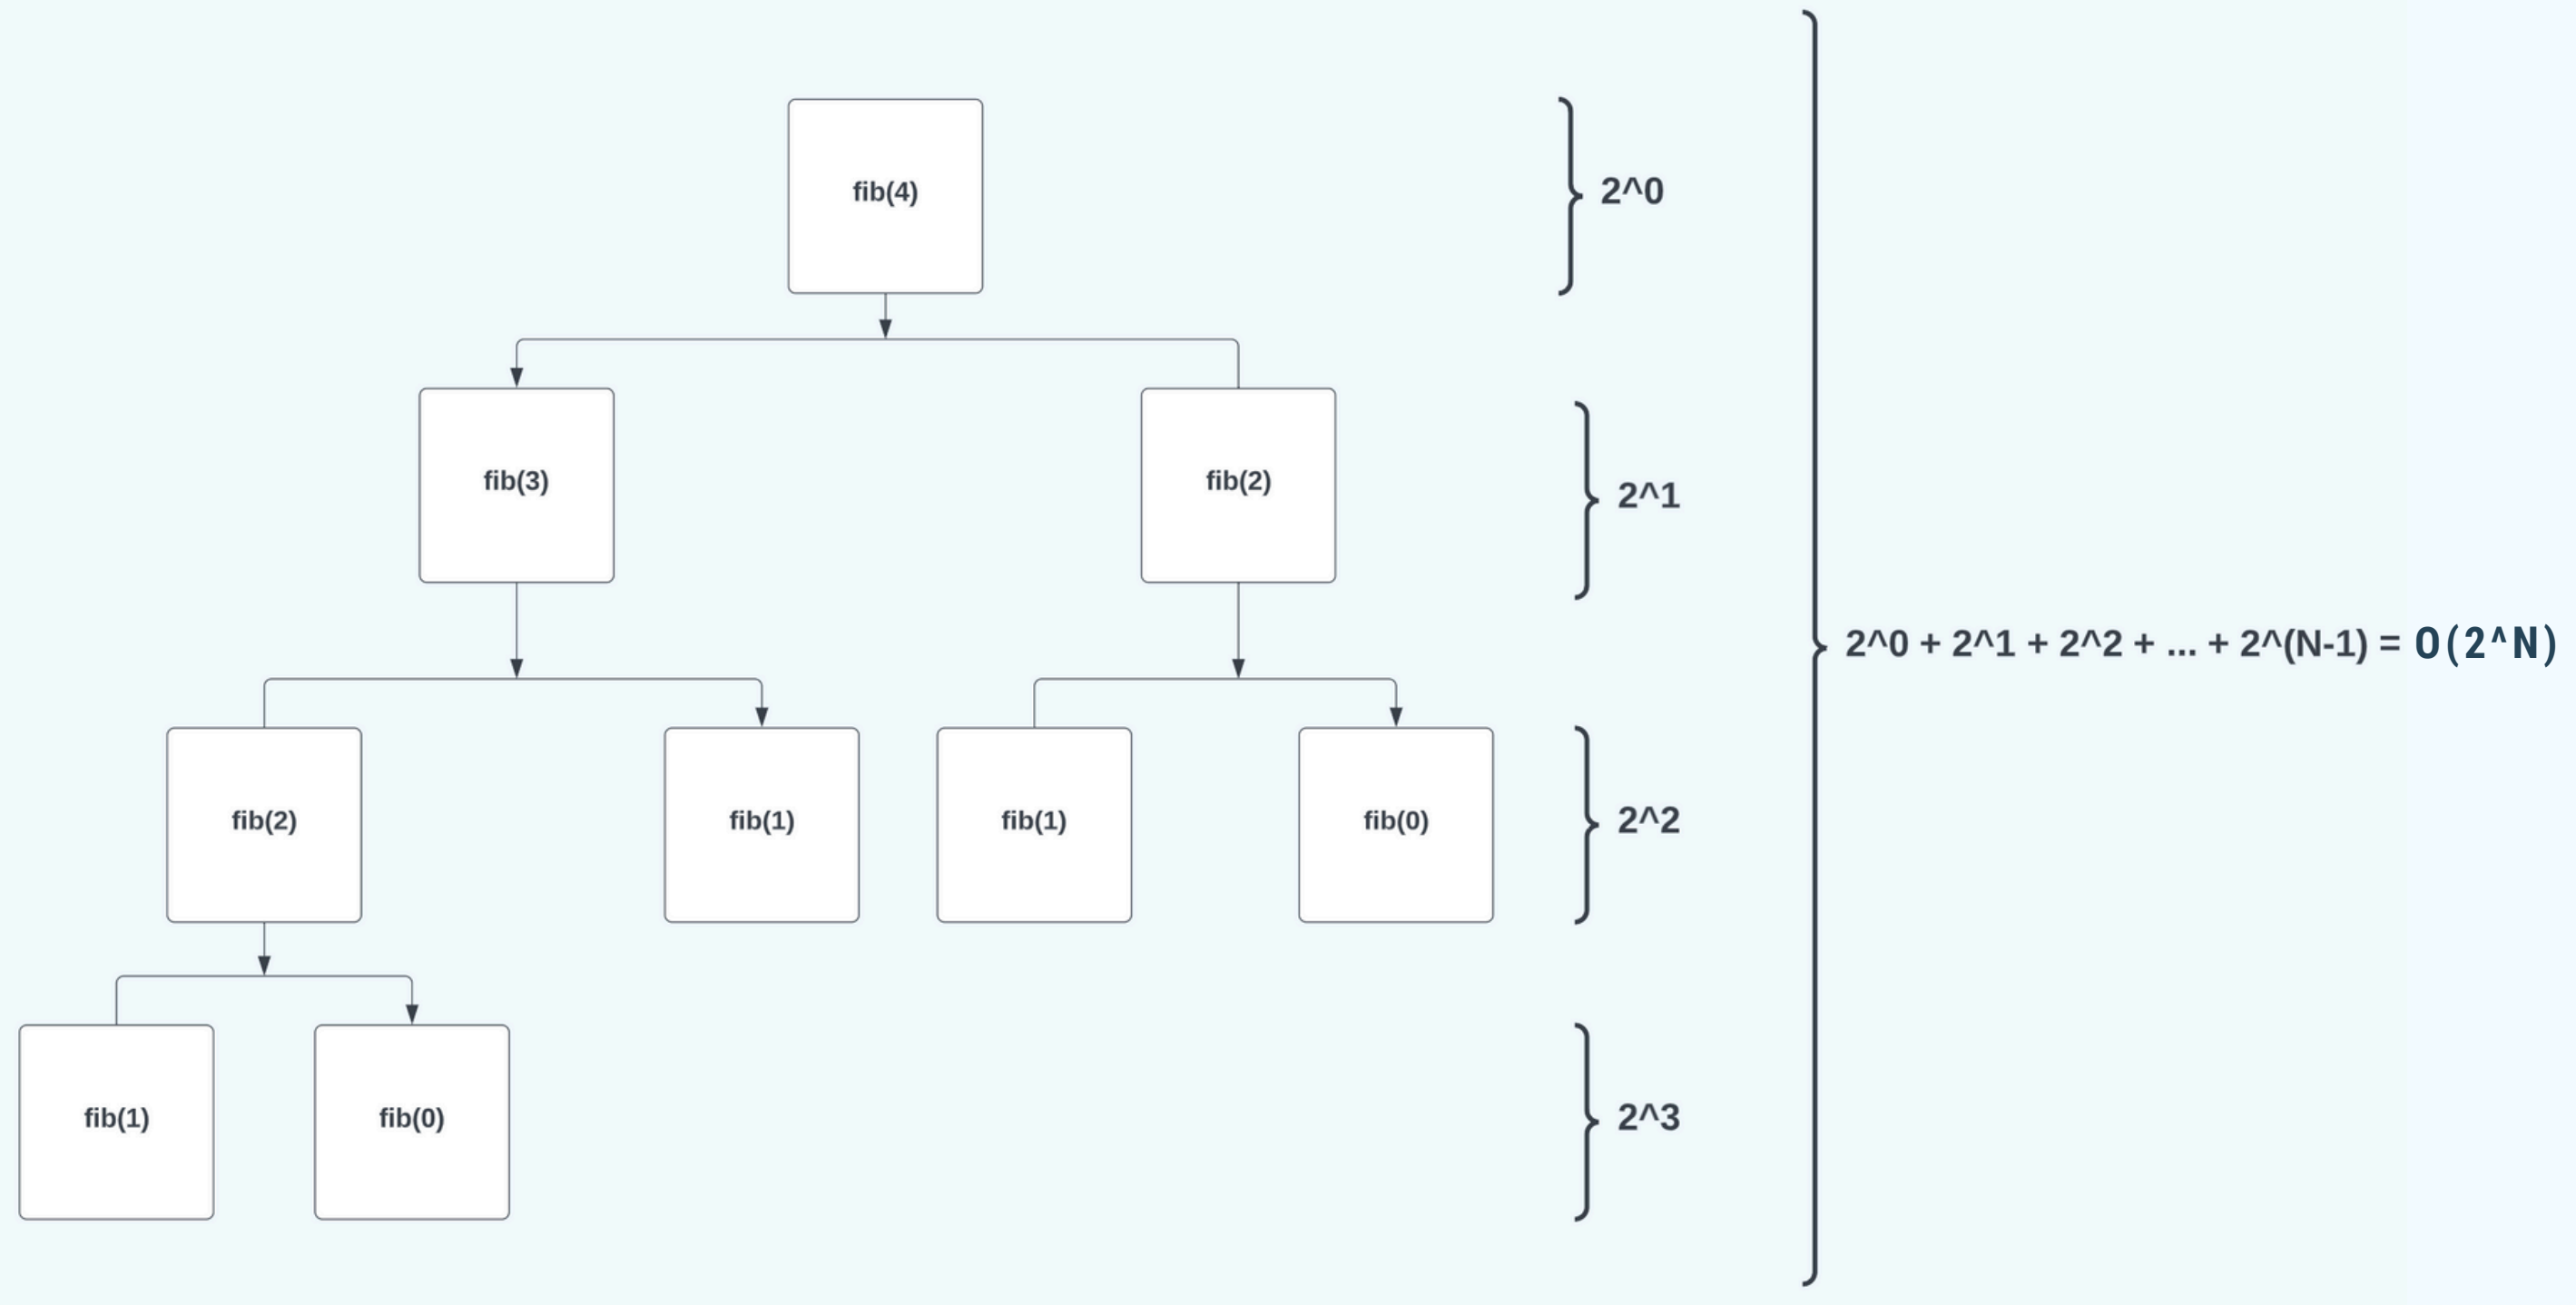 fib(4)
2^0
fib(3)
fib(2)
2^1
2^0 + 2^1 + 2^2 + ... + 2^(N-1) = O(2^N)
fib(2)
fib(1)
fib(1)
fib(0)
2^2
fib(1)
fib(0)
2^3